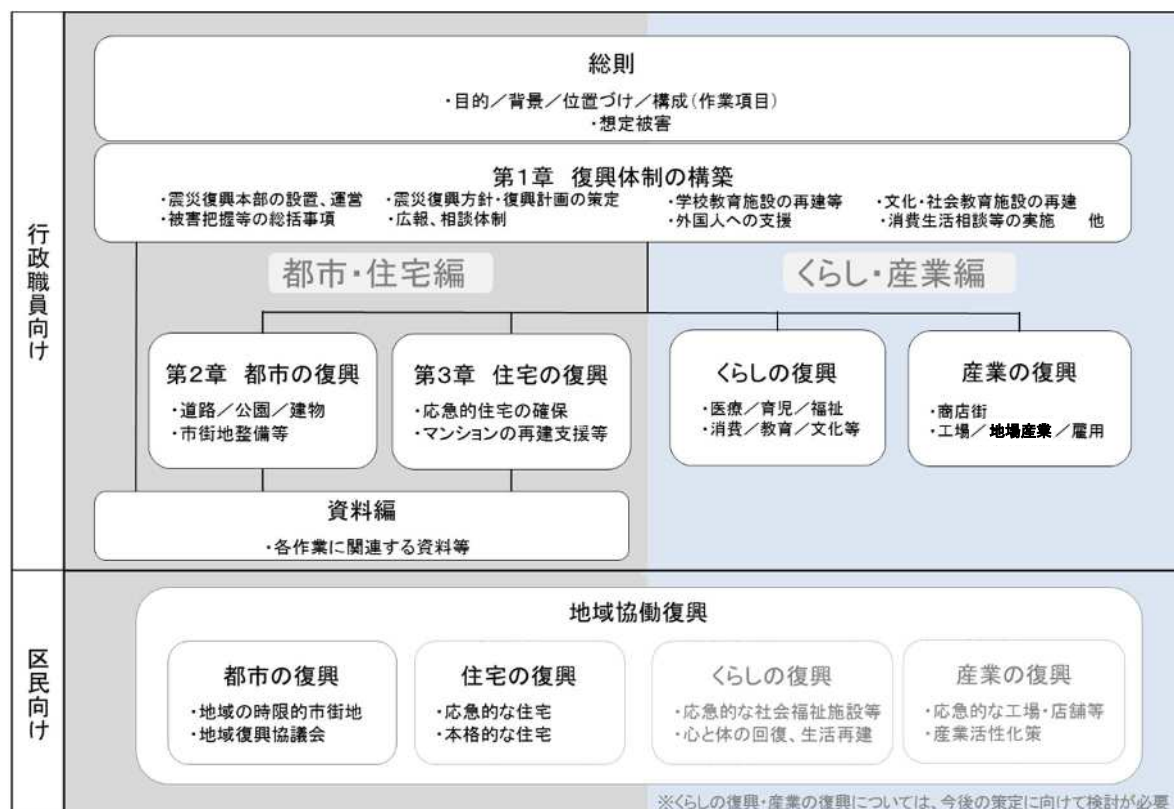 行政職員向け
総則
・目的／背景／位置づけ／構成（作業項目）
・想定被害
第1章　復興体制の構築
・震災復興本部の設置、運営
・被害把握等の総括事項
・震災復興方針・復興計画の策定
・広報、相談体制
・学校教育施設の再建等
・外国人への支援
・文化・社会教育施設の再建
・消費生活相談等の実施　他
都市・住宅編
くらし・産業編
第2章　都市の復興
・道路／公園／建物
・市街地整備等
第3章　住宅の復興
・応急的住宅の確保
・マンションの再建支援等
くらしの復興
・医療／育児／福祉
・消費／教育／文化等
産業の復興
・商店街
・工場／地場産業／雇用
資料編
・各作業に関連する資料等
区民向け
地域協働復興
都市の復興
・地域の時限的市街地
・地域復興協議会
住宅の復興
・応急的な住宅
・本格的な住宅
くらしの復興
・応急的な社会福祉施設等
・心と体の回復、生活再建
産業の復興
・応急的な工場・店舗等
・産業活性化策
※くらしの復興・産業の復興については、今後の策定に向けて検討が必要